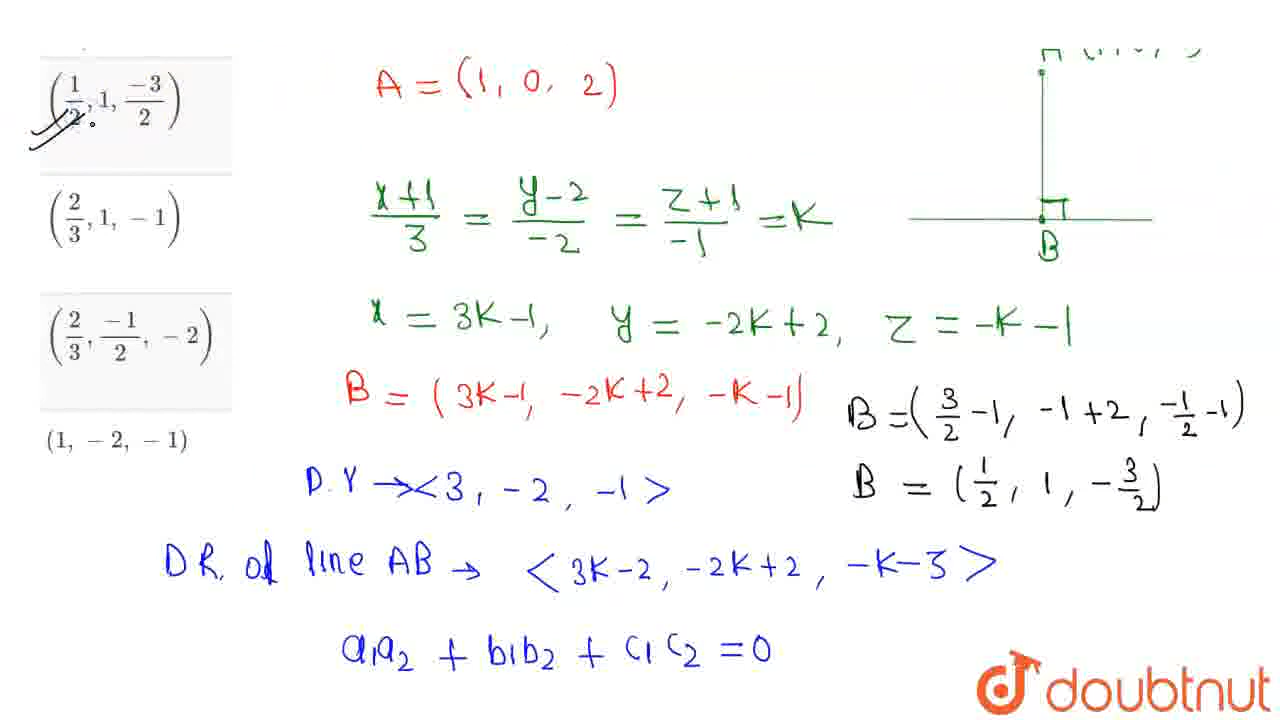 (1/2, 1, -3/2)
(2/3, 1, -1)
(2/3, -1/2, -2)
(1, -2, -1)
A = (1, 0, 2)
x+1/3 = y-2/-2 = z+1/-1 = K
B
x = 3K-1, y = -2K+2, z = -K-1
B = (3K-1, -2K+2, -K-1)
B = (3/2 -1, -1+2, -1/2 -1)
B = (1/2, 1, -3/2)
D.r → <3, -2, -1>
DR. of line AB → <3K-2, -2K+2, -K-3>
a₁a₂ + b₁b₂ + c₁c₂ = 0
doubtnut